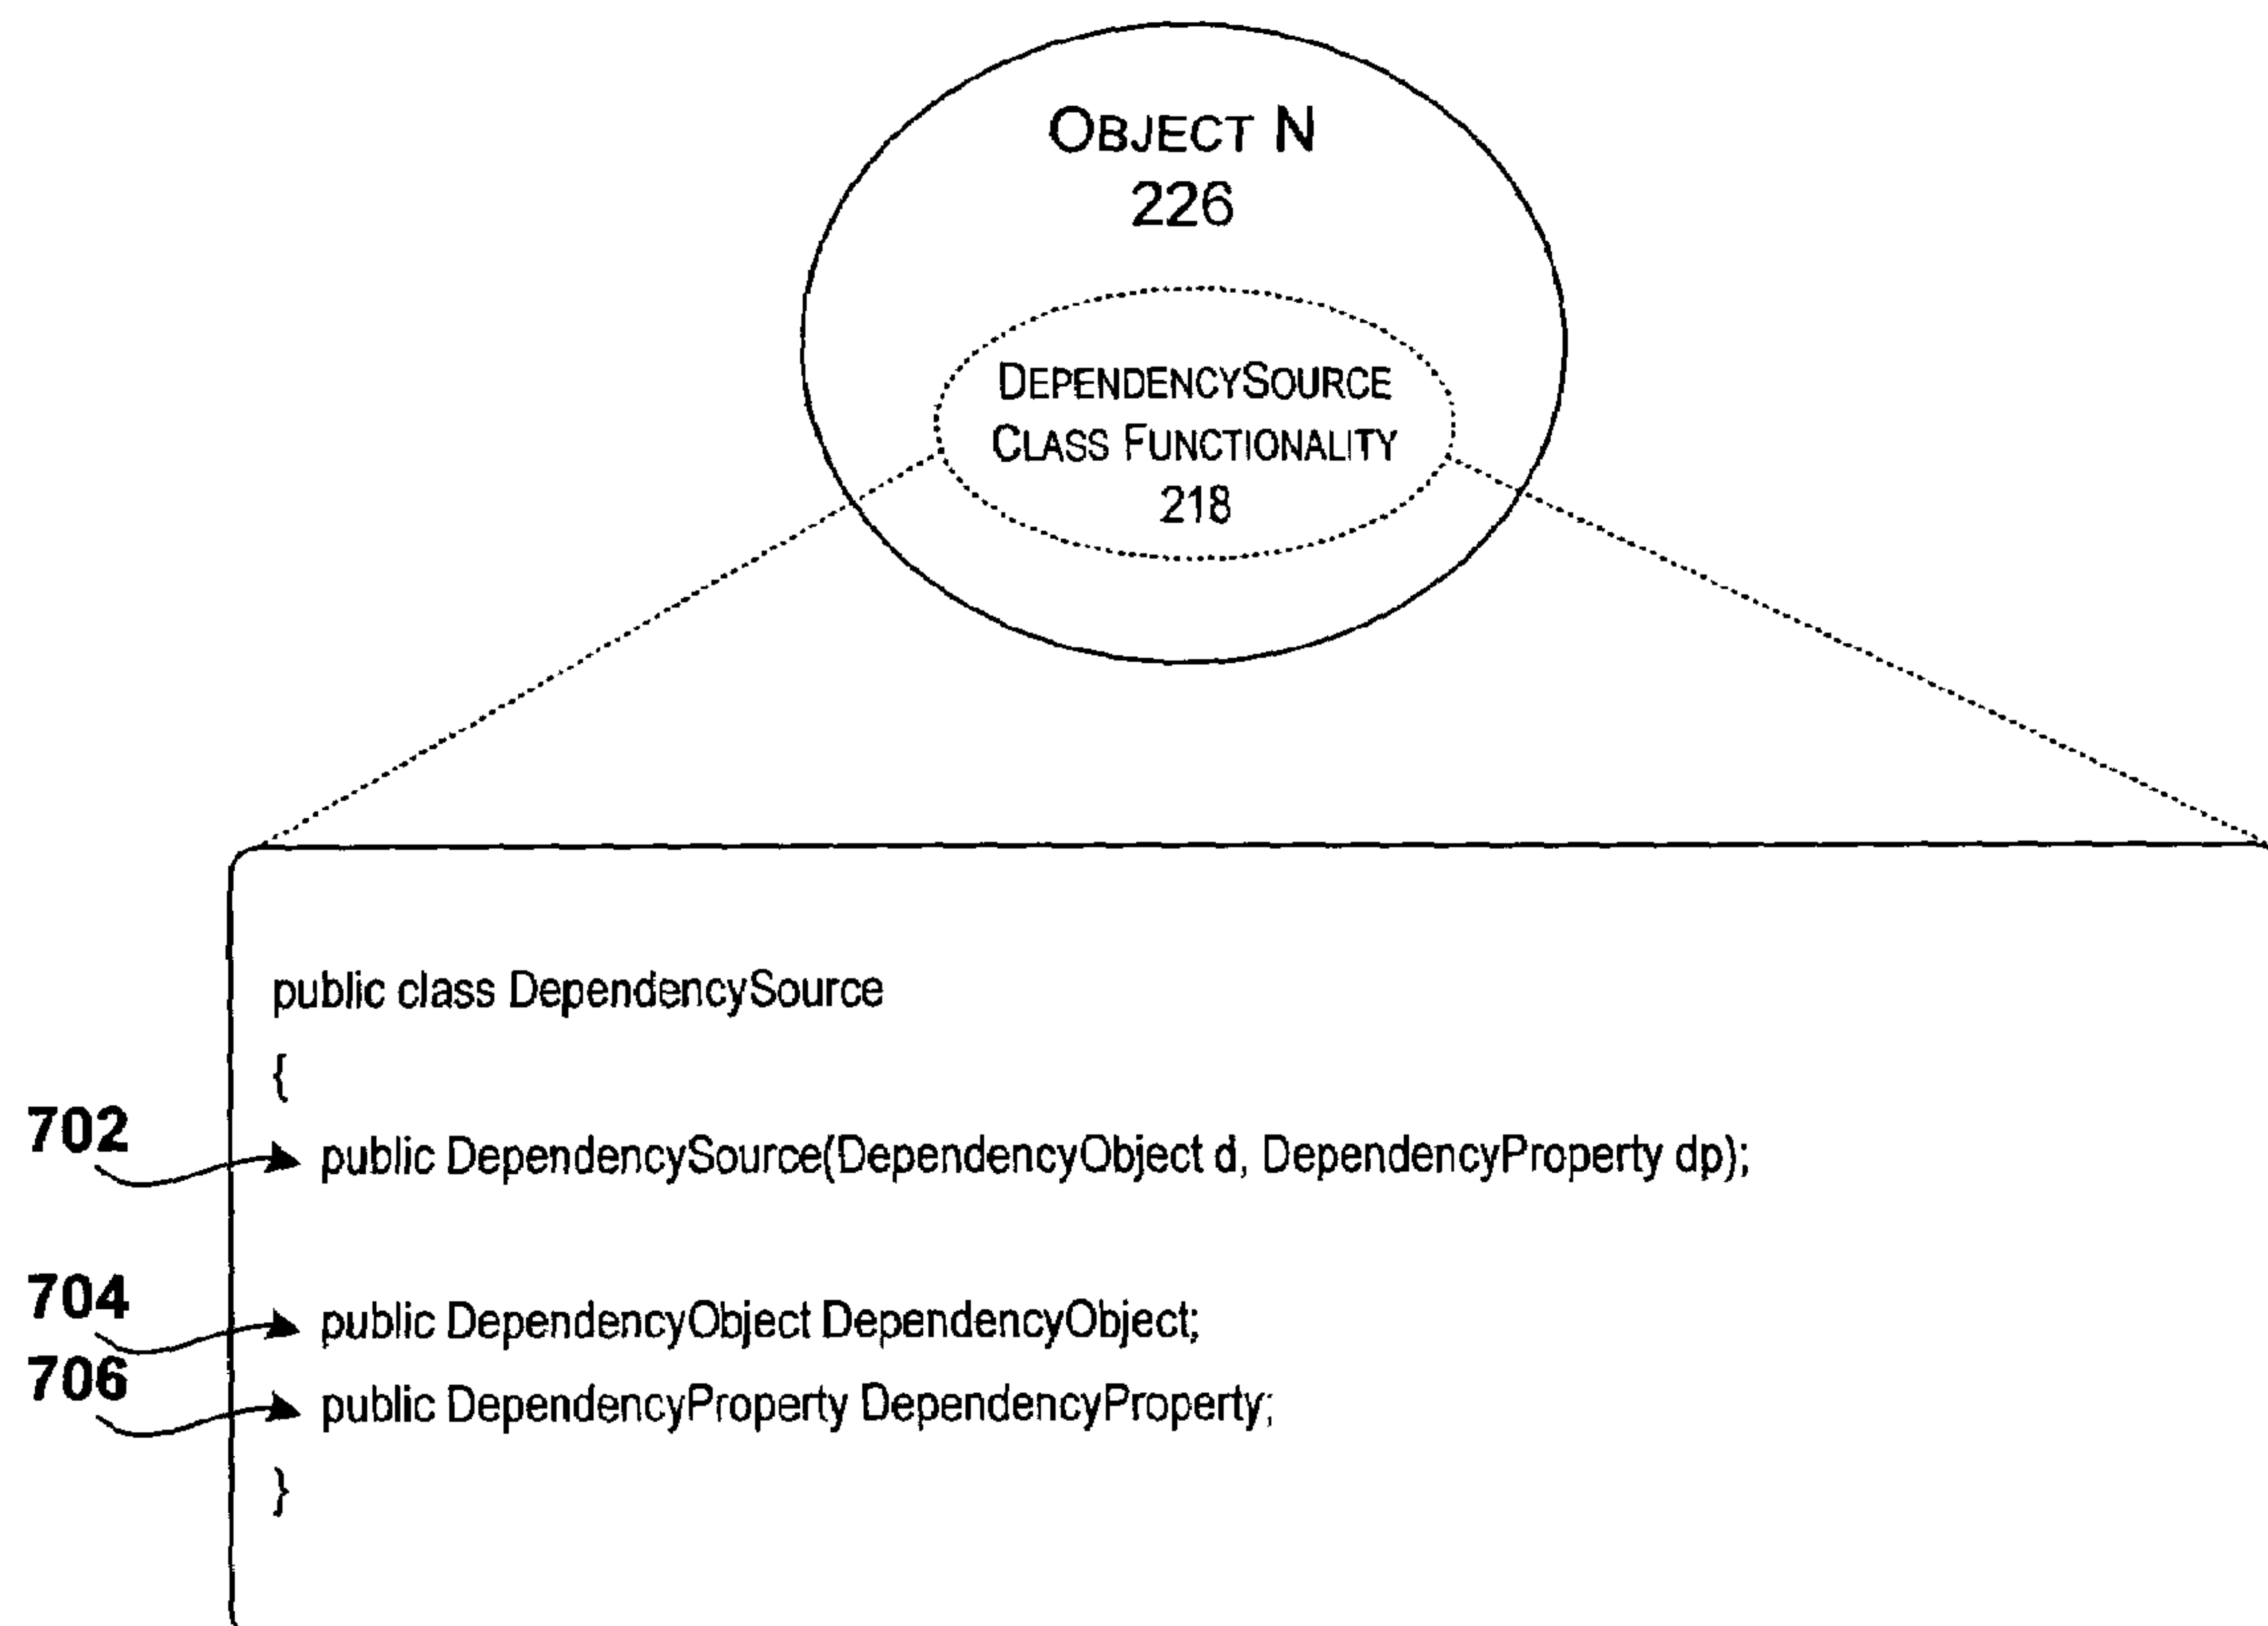 OBJECT N
226
DEPENDENCYSOURCE
CLASS FUNCTIONALITY
218
public class DependencySource
{
702
public DependencySource(DependencyObject d, DependencyProperty dp);
704
public DependencyObject DependencyObject;
706
public DependencyProperty DependencyProperty;
}